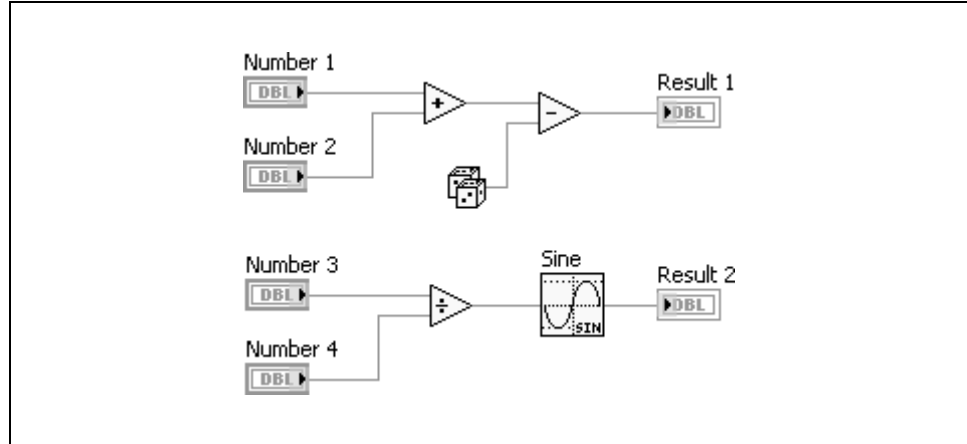 Number 1
DBL
+
-
Result 1
DBL
Number 2
DBL
Number 3
DBL
÷
Sine
SIN
Result 2
DBL
Number 4
DBL